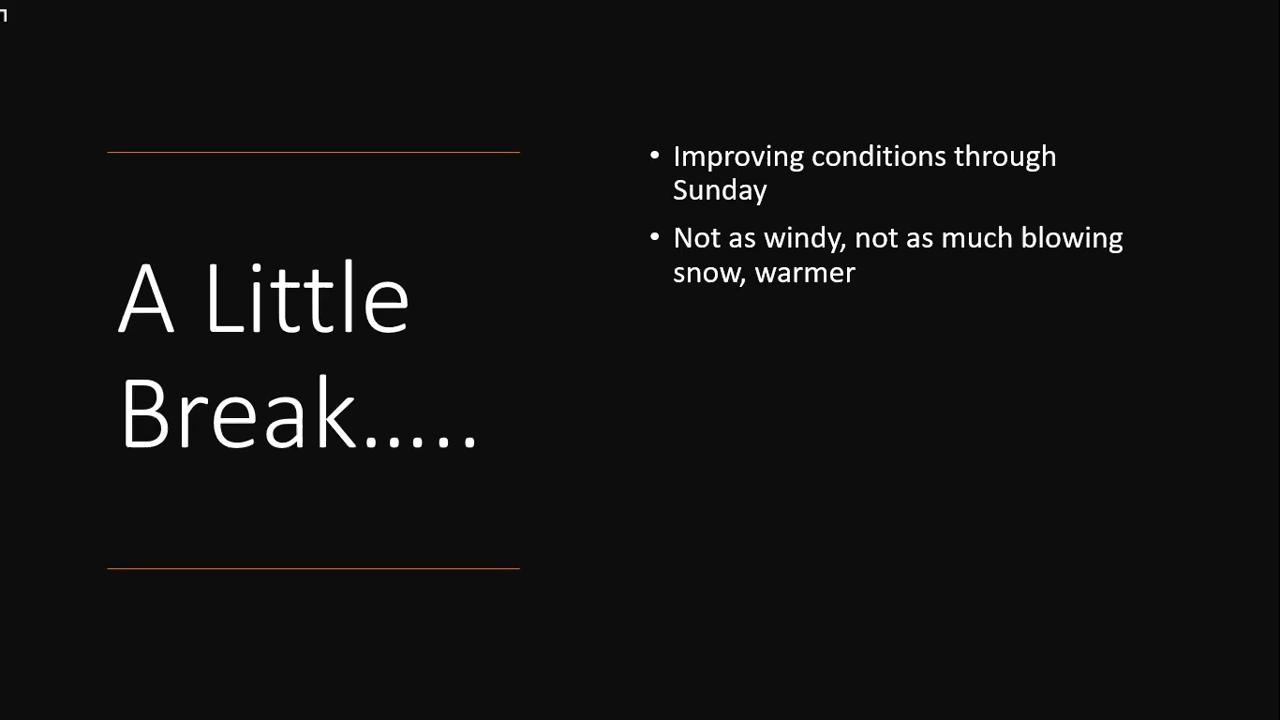 A Little
Break.....
• Improving conditions through
Sunday
• Not as windy, not as much blowing
snow, warmer